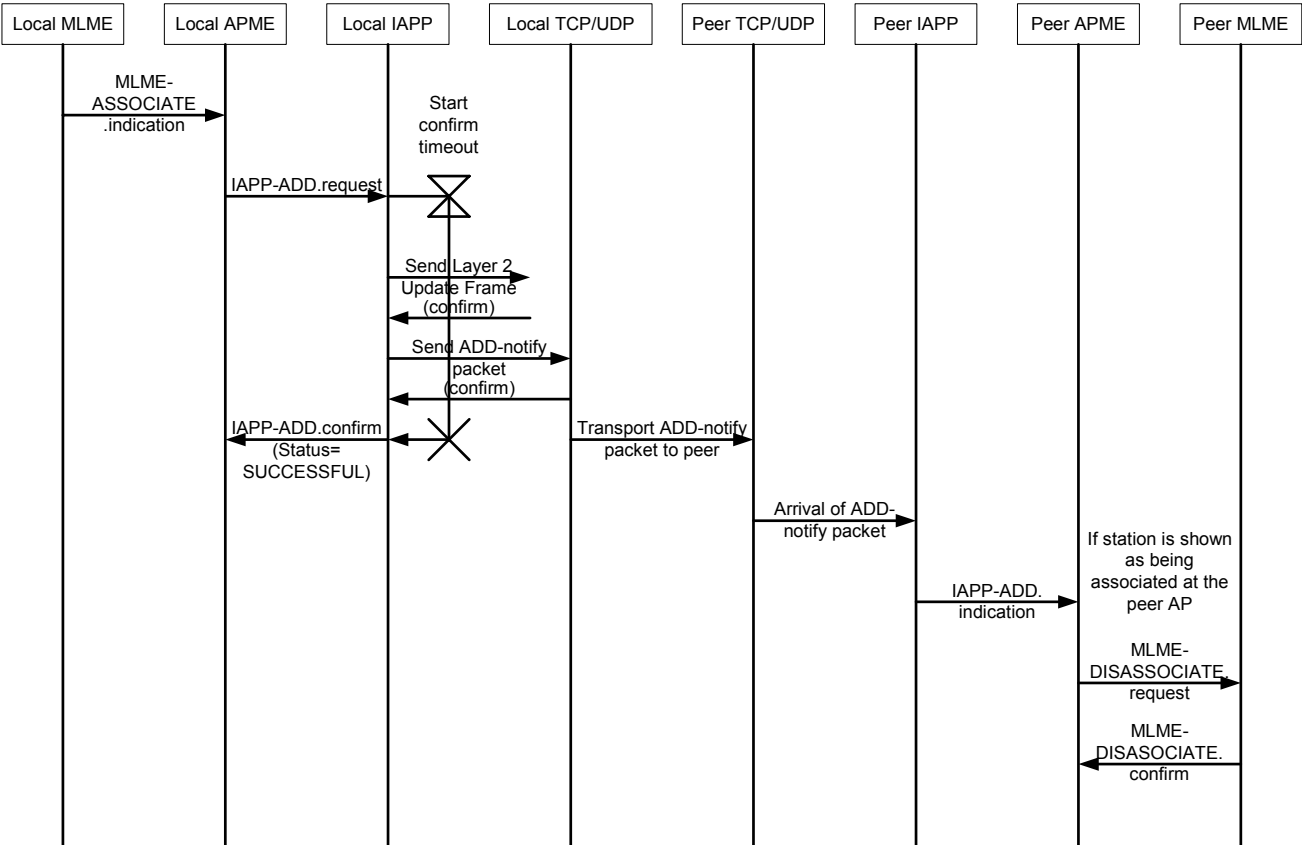 Local MLME
Local APME
Local IAPP
Local TCP/UDP
Peer TCP/UDP
Peer IAPP
Peer APME
Peer MLME
MLME-
ASSOCIATE
.indication
Start
confirm
timeout
IAPP-ADD.request
Send Layer 2
Update Frame
(confirm)
Send ADD-notify
packet
(confirm)
IAPP-ADD.confirm
(Status=
SUCCESSFUL)
Transport ADD-notify
packet to peer
Arrival of ADD-
notify packet
If station is shown
as being
associated at the
peer AP
IAPP-ADD.
indication
MLME-
DISASSOCIATE.
request
MLME-
DISASOCIATE.
confirm